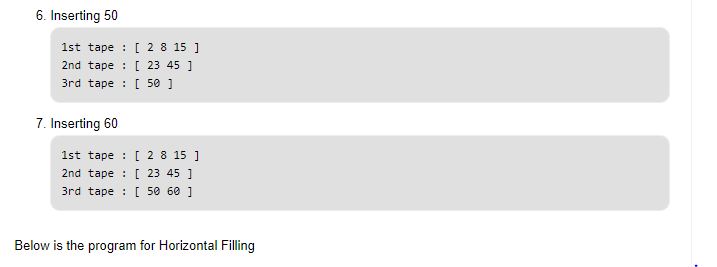 6. Inserting 50
1st tape : [ 2 8 15 ]
2nd tape : [ 23 45 ]
3rd tape : [ 50 ]
7. Inserting 60
1st tape : [ 2 8 15 ]
2nd tape : [ 23 45 ]
3rd tape : [ 50 60 ]
Below is the program for Horizontal Filling